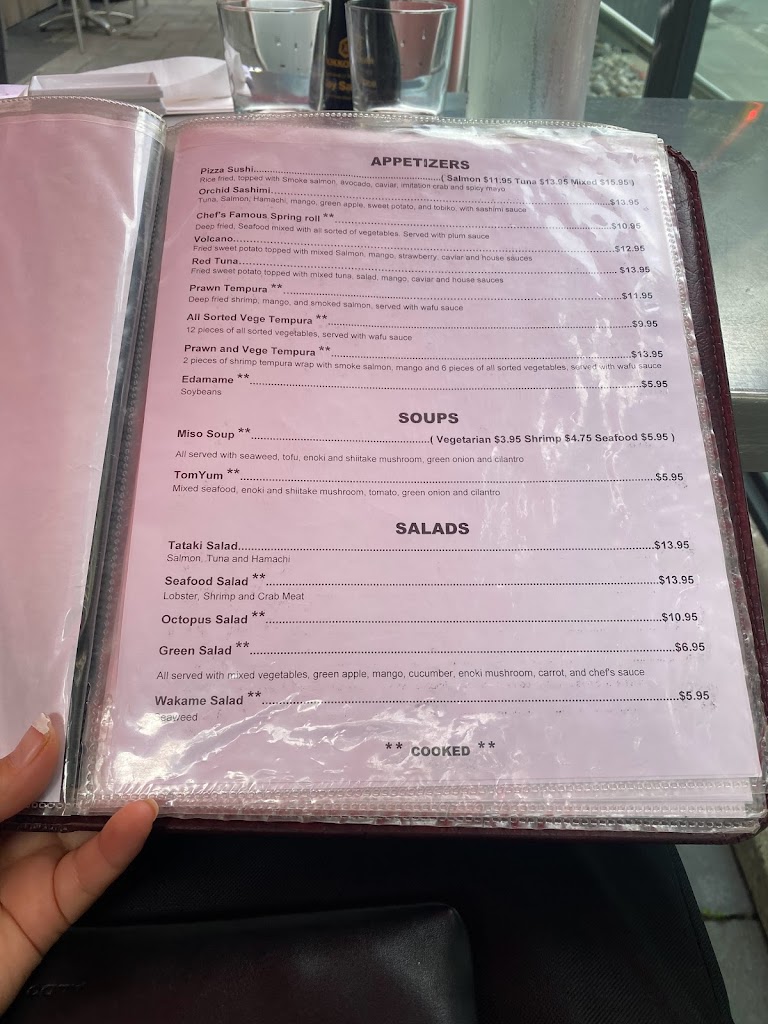 APPETIZERS
Pizza Sushi..........( Salmon $11.95 Tuna $13.95 Mixed $15.95 )
Rice fried, topped with Smoke salmon, avocado, caviar, imitation crab and spicy mayo
Orchid Sashimi..........$13.95
Tuna, Salmon, Hamachi, mango, green apple, sweet potato, and tobiko, with sashimi sauce
Chef's Famous Spring roll **..........$10.95
Deep fried, Seafood mixed with all sorted of vegetables, Served with plum sauce
Volcano..........$12.95
Fried sweet potato topped with mixed Salmon, mango, strawberry, caviar and house sauces
Red Tuna..........$13.95
Fried sweet potato topped with mixed tuna, salad, mango, caviar and house sauces
Prawn Tempura **..........$11.95
Deep fried shrimp, mango, and smoked salmon, served with wafu sauce
All Sorted Vege Tempura **..........$9.95
12 pieces of all sorted vegetables, served with wafu sauce
Prawn and Vege Tempura **..........$13.95
2 pieces of shrimp tempura wrap with smoke salmon, mango and 6 pieces of all sorted vegetables, served with wafu sauce
Edamame **..........$5.95
Soybeans
SOUPS
Miso Soup **..........( Vegetarian $3.95 Shrimp $4.75 Seafood $5.95 )
All served with seaweed, tofu, enoki and shiitake mushroom, green onion and cilantro
TomYum **..........$5.95
Mixed seafood, enoki and shiitake mushroom, tomato, green onion and cilantro
SALADS
Tataki Salad..........$13.95
Salmon, Tuna and Hamachi
Seafood Salad **..........$13.95
Lobster, Shrimp and Crab Meat
Octopus Salad **..........$10.95
Green Salad **..........$6.95
All served with mixed vegetables, green apple, mango, cucumber, enoki mushroom, carrot, and chef's sauce
Wakame Salad **..........$5.95
Seaweed
** COOKED **